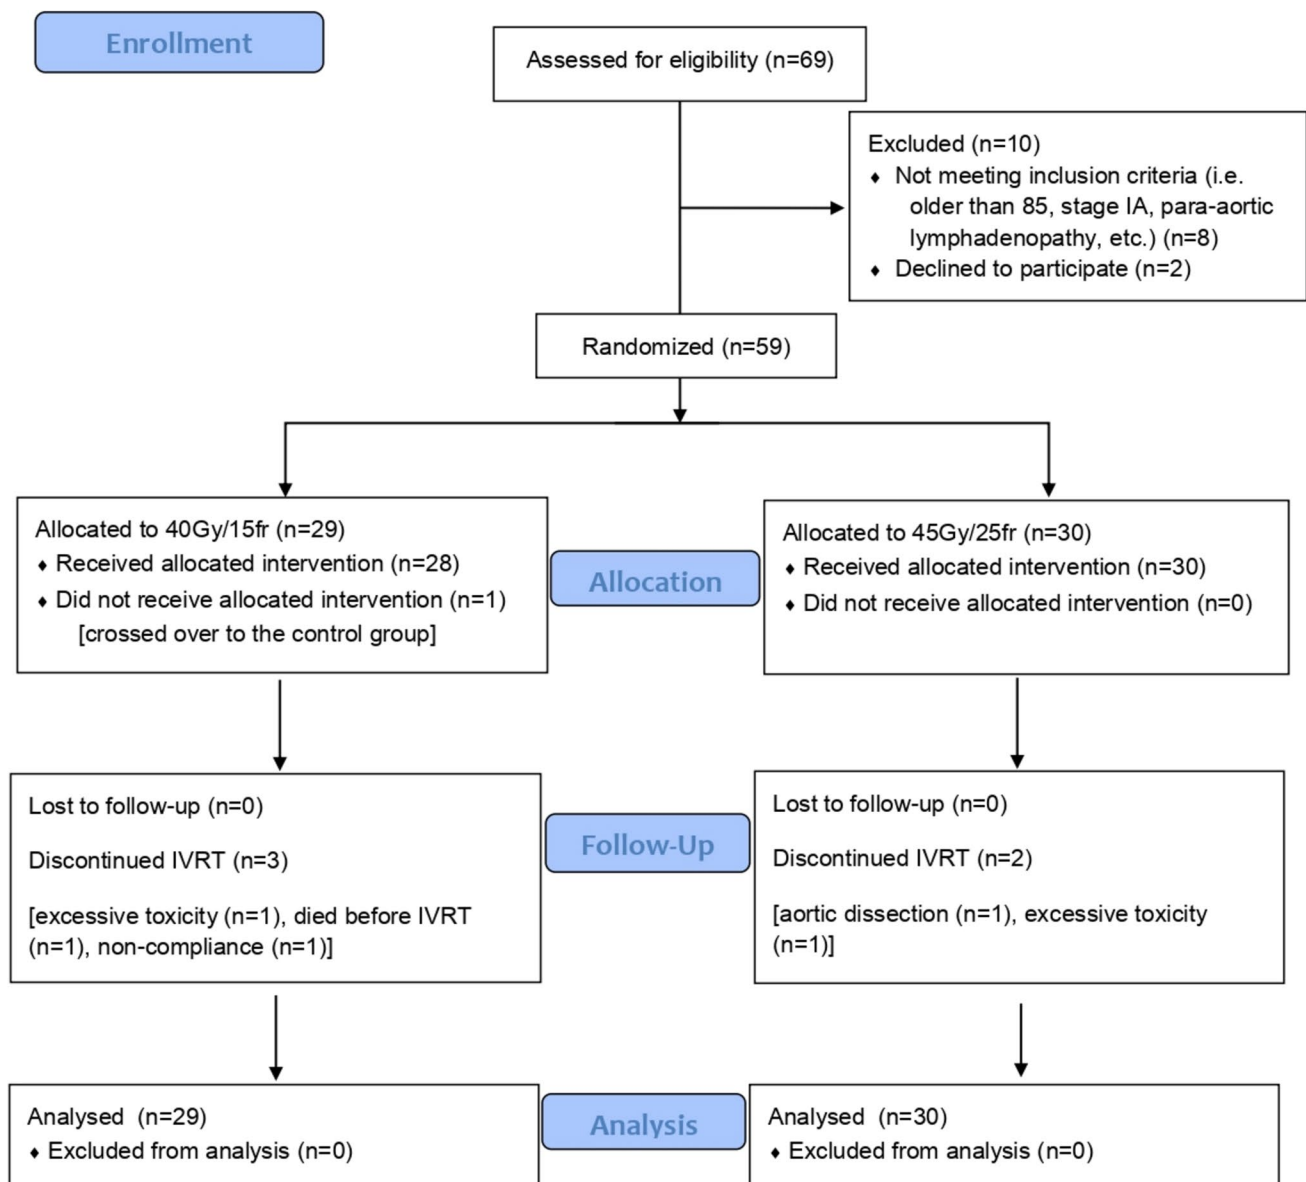 Enrollment
Assessed for eligibility (n=69)
Excluded (n=10)
♦ Not meeting inclusion criteria (i.e.
older than 85, stage IA, para-aortic
lymphadenopathy, etc.) (n=8)
♦ Declined to participate (n=2)
Randomized (n=59)
Allocated to 40Gy/15fr (n=29)
♦ Received allocated intervention (n=28)
♦ Did not receive allocated intervention (n=1)
[crossed over to the control group]
Allocation
Allocated to 45Gy/25fr (n=30)
♦ Received allocated intervention (n=30)
♦ Did not receive allocated intervention (n=0)
Lost to follow-up (n=0)
Discontinued IVRT (n=3)
[excessive toxicity (n=1), died before IVRT
(n=1), non-compliance (n=1)]
Follow-Up
Lost to follow-up (n=0)
Discontinued IVRT (n=2)
[aortic dissection (n=1), excessive toxicity
(n=1)]
Analysed (n=29)
♦ Excluded from analysis (n=0)
Analysis
Analysed (n=30)
♦ Excluded from analysis (n=0)